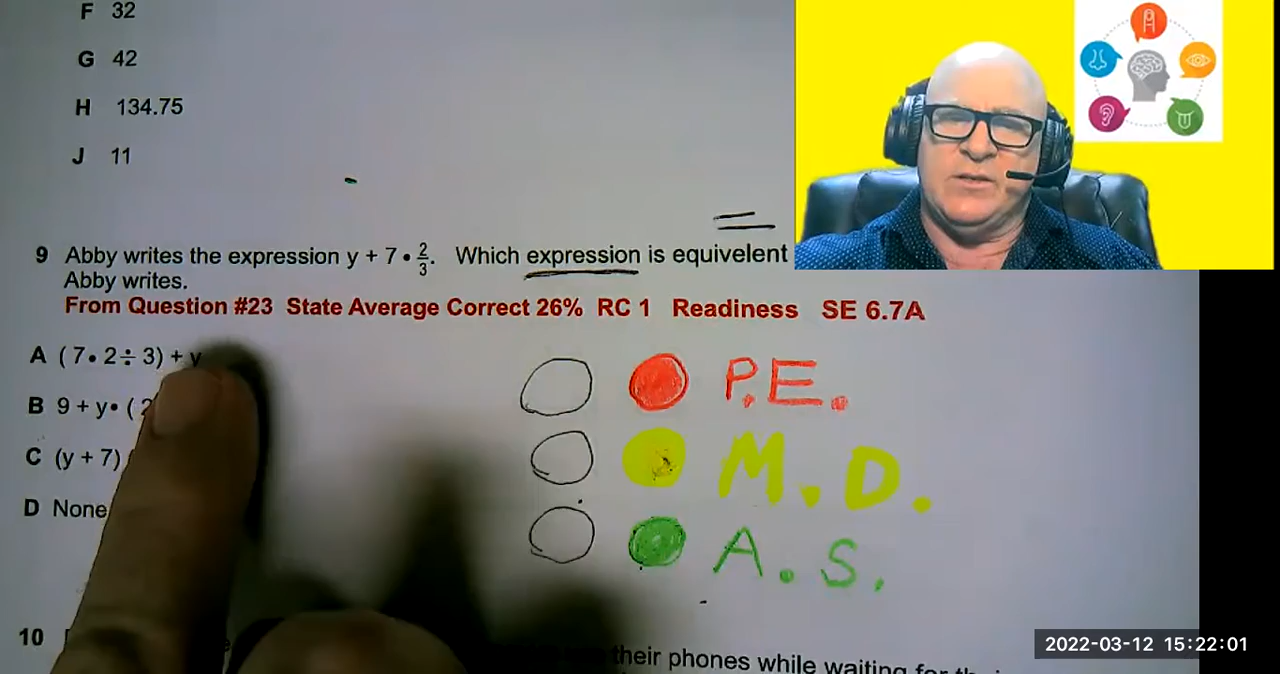 F 32
G 42
H 134.75
J 11
9 Abby writes the expression y + 7 • 2/3. Which expression is equivelent
Abby writes.
From Question #23 State Average Correct 26% RC 1 Readiness SE 6.7A
A ( 7 • 2 ÷ 3) + y
B 9 + y • (
C (y + 7)
D None
P.E.
M.D.
A.S.
10
their phones while waiting for
2022-03-12 15:22:01